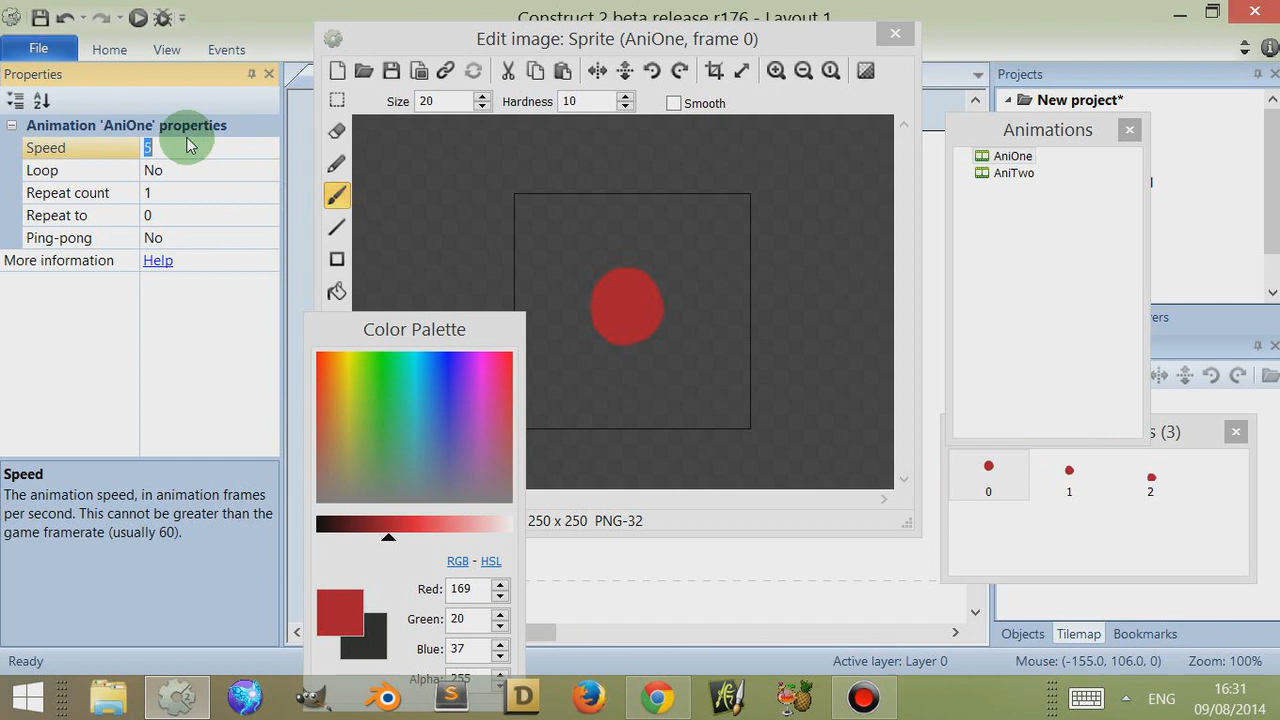 Construct 2 beta release r176 - Layout 1
File Home View Events
Properties
Animation 'AniOne' properties
Speed 5
Loop No
Repeat count 1
Repeat to 0
Ping-pong No
More information Help
Speed
The animation speed, in animation frames
per second. This cannot be greater than the
game framerate (usually 60).
Edit image: Sprite (AniOne, frame 0)
Size 20 Hardness 10 Smooth
250 x 250 PNG-32
Color Palette
RGB - HSL
Red: 169
Green: 20
Blue: 37
Alpha: 255
Projects
New project*
Animations
AniOne
AniTwo
(3)
0 1 2
Objects Tilemap Bookmarks
Ready Active layer: Layer 0 Mouse: (-155.0, 106.0, 0) Zoom: 100%
ENG
16:31
09/08/2014